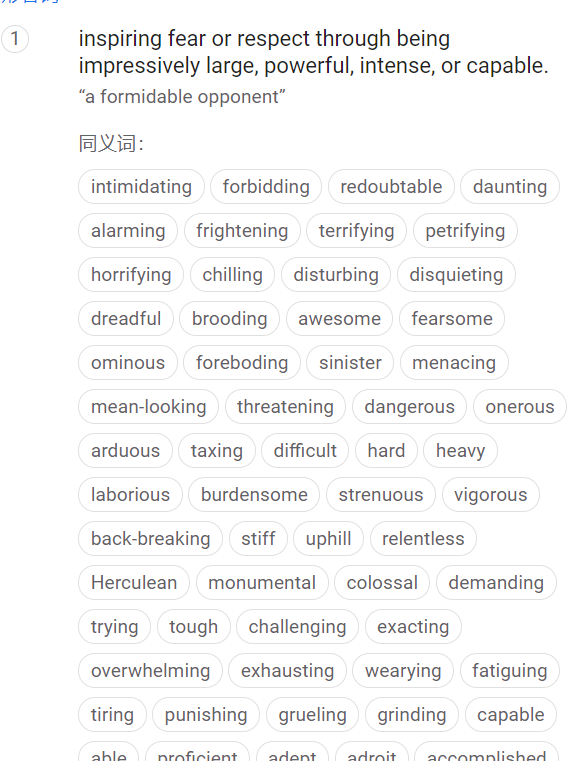 1
inspiring fear or respect through being
impressively large, powerful, intense, or capable.
“a formidable opponent”
同义词：
intimidating forbidding redoubtable daunting
alarming frightening terrifying petrifying
horrifying chilling disturbing disquieting
dreadful brooding awesome fearsome
ominous foreboding sinister menacing
mean-looking threatening dangerous onerous
arduous taxing difficult hard heavy
laborious burdensome strenuous vigorous
back-breaking stiff uphill relentless
Herculean monumental colossal demanding
trying tough challenging exacting
overwhelming exhausting wearying fatiguing
tiring punishing grueling grinding capable
able proficient adept adroit accomplished